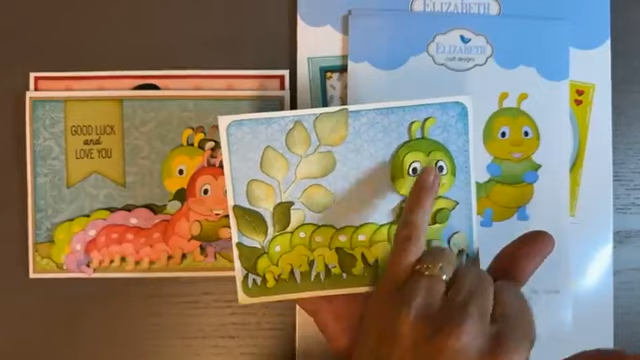 ELIZABETH
ELIZABETH
craft designs
GOOD LUCK
and
LOVE YOU